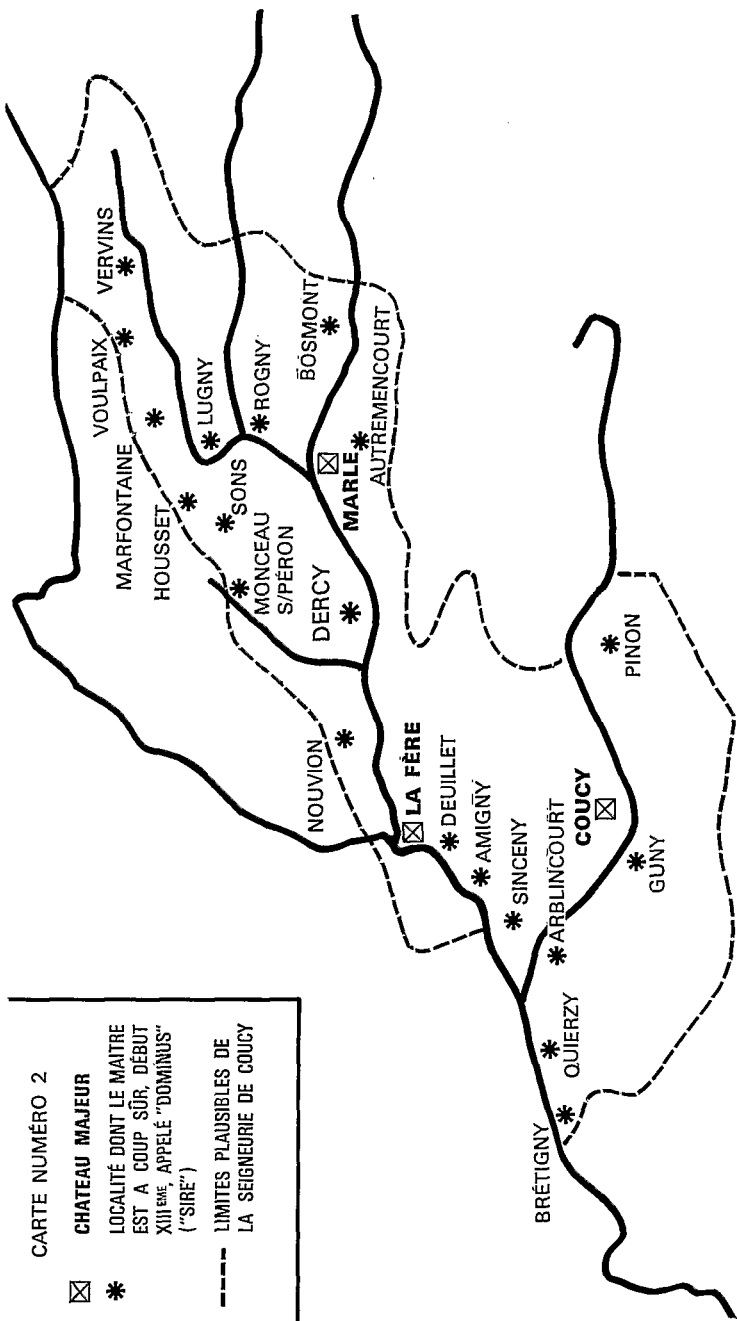 CARTE NUMÉRO 2
CHATEAU MAJEUR
LOCALITÉ DONT LE MAITRE
EST A COUP SÛR, DÉBUT
XIIIEME, APPELÉ "DOMINUS"
("SIRE")
LIMITES PLAUSIBLES DE
LA SEIGNEURIE DE COUCY
VERVINS
VOULPAIX
MARFONTAINE
HOUSSET
LUGNY
ROGNY
SONS
MONCEAU
S/PÉRON
BOSMONT
MARLE
AUTREMENCOURT
DERCY
NOUVION
LA FÈRE
DEUILLET
AMIGNY
SINCENY
ARBLINCOURT
COUCY
PINON
GUNY
QUIERZY
BRÉTIGNY